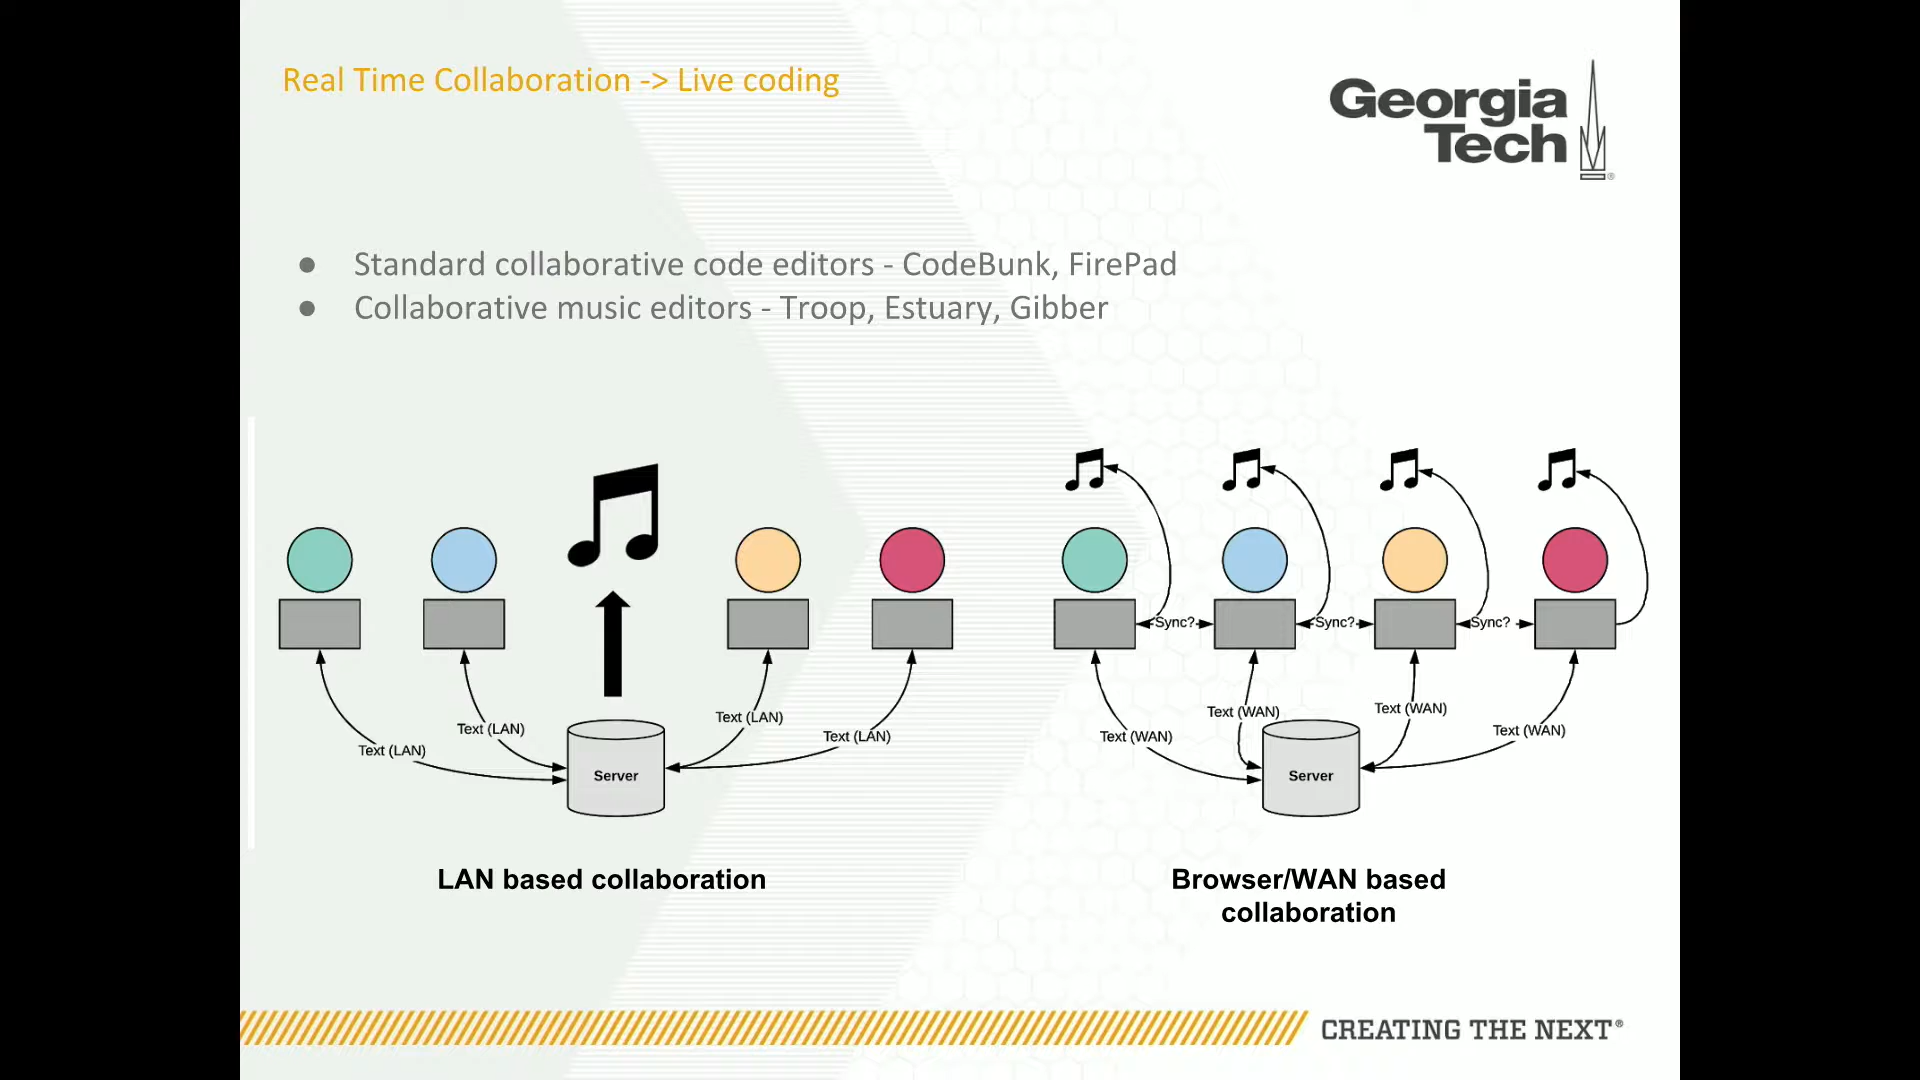 Real Time Collaboration -> Live coding
Georgia
Tech
®
● Standard collaborative code editors - CodeBunk, FirePad
● Collaborative music editors - Troop, Estuary, Gibber
Text (LAN)
Text (LAN)
Text (LAN)
Text (LAN)
Server
LAN based collaboration
Sync?
Sync?
Sync?
Text (WAN)
Text (WAN)
Text (WAN)
Text (WAN)
Server
Browser/WAN based
collaboration
CREATING THE NEXT®